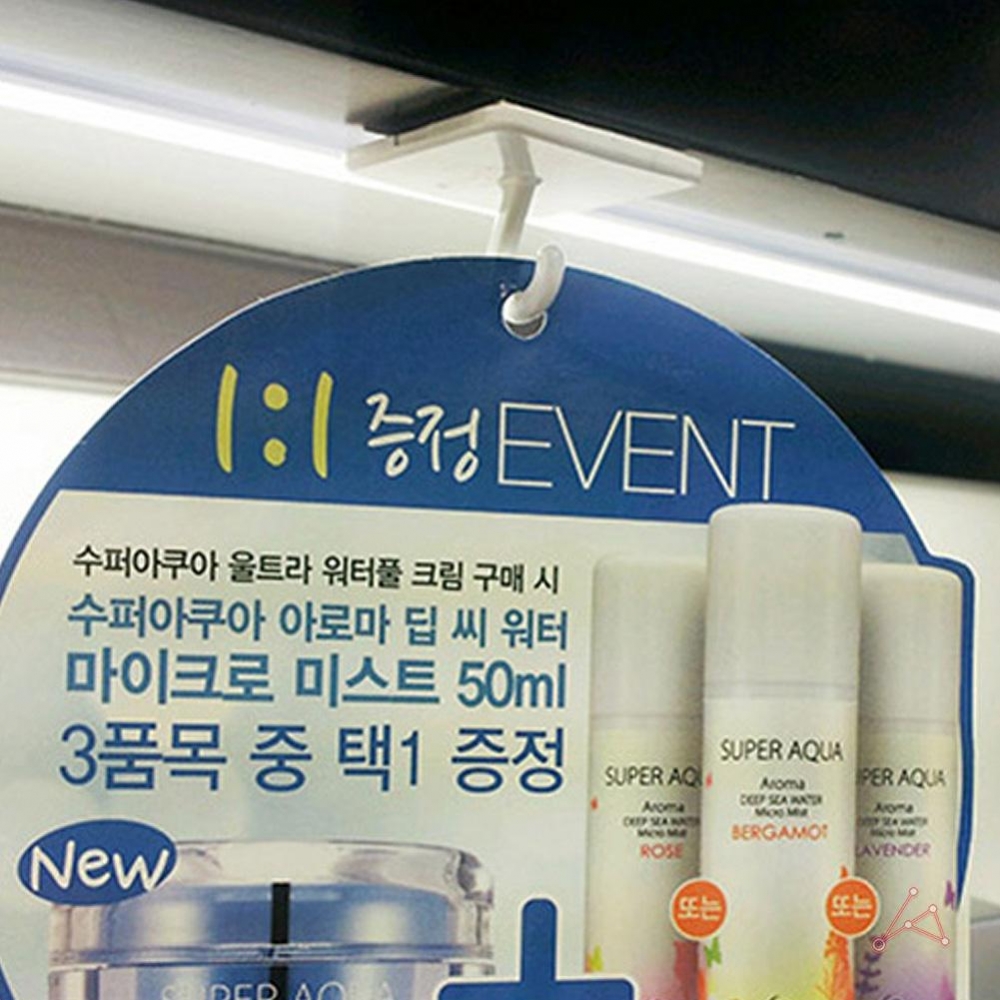 1:1 증정 EVENT
수퍼아쿠아 울트라 워터풀 크림 구매 시
수퍼아쿠아 아로마 딥 씨 워터
마이크로 미스트 50ml
3품목 중 택1 증정
New
SUPER AQUA
SUPER AQU
Aroma
DEEP SEA WATER
Micro Mist
ROSE
SUPER AQUA
Aroma
DEEP SEA WATER
Micro Mist
BERGAMOT
PER AQUA
Aroma
DEEP SEA WATER
Micro Mist
LAVENDER
또는
또는